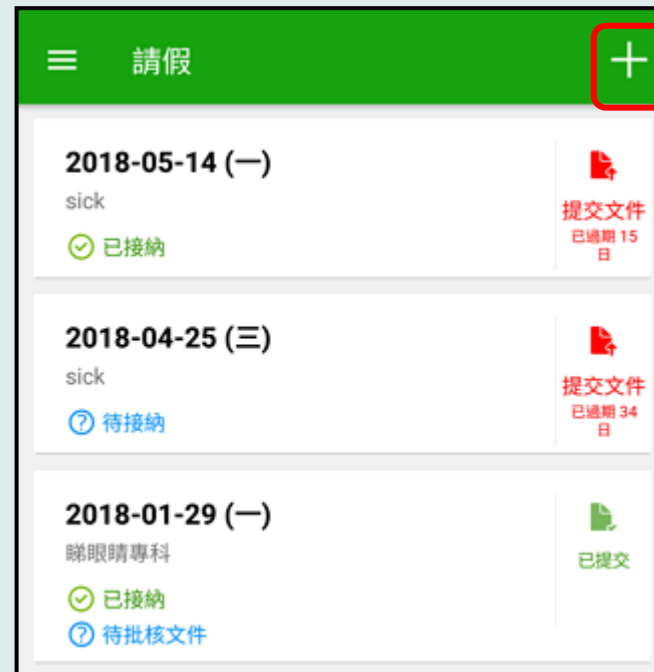 請假
2018-05-14 (一)
sick
已接納
提交文件
已過期 15
日
2018-04-25 (三)
sick
待接納
提交文件
已過期 34
日
2018-01-29 (一)
睇眼睛專科
已接納
待批核文件
已提交